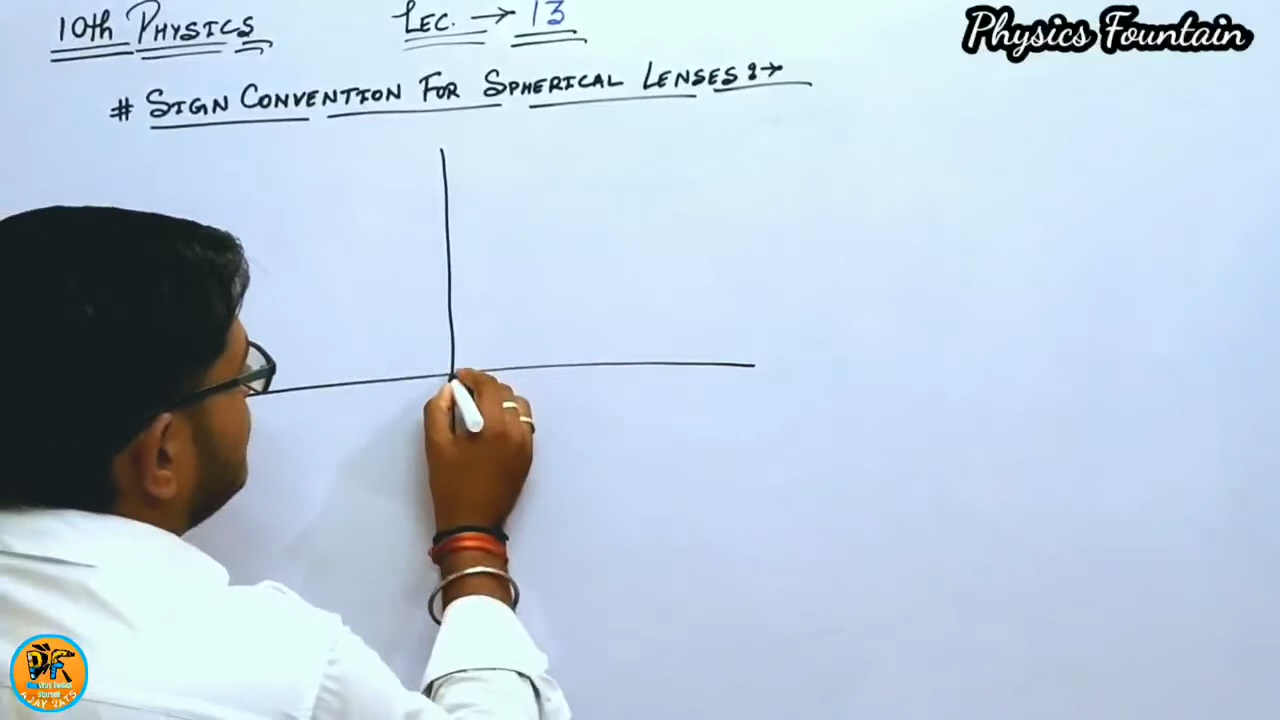 10th PHYSICS LEC. → 13
Physics Fountain
# SIGN CONVENTION FOR SPHERICAL LENSES :→